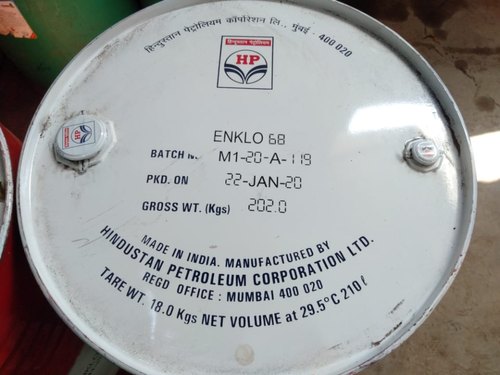 हिन्दुस्तान पेट्रोलियम कॉर्पोरेशन लि., मुंबई - 400 020
हिन्दुस्तान पेट्रोलियम
HP
ENKLO 68
BATCH No. M1-20-A-119
PKD. ON 22-JAN-20
GROSS WT. (Kgs) 202.0
MADE IN INDIA. MANUFACTURED BY
HINDUSTAN PETROLEUM CORPORATION LTD.
REGD OFFICE : MUMBAI 400 020
TARE WT. 18.0 Kgs NET VOLUME at 29.5°C 210ℓ
HP